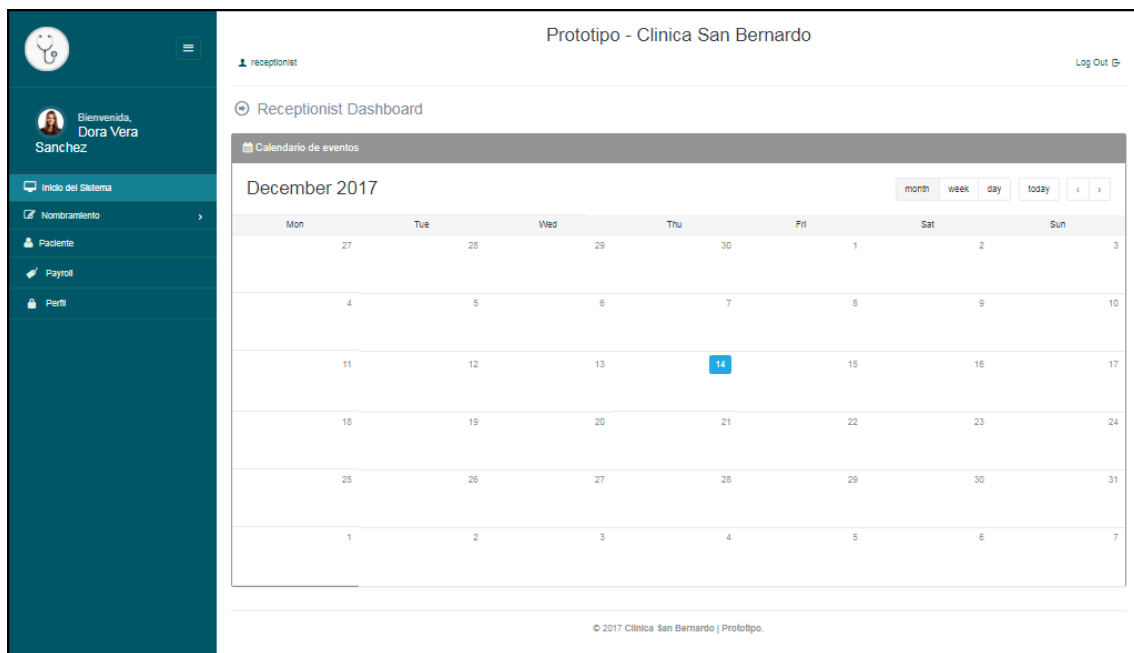 Prototipo - Clinica San Bernardo
receptionist
Log Out
Bienvenida,
Dora Vera
Sanchez
Inicio del Sistema
Nombramiento
Paciente
Payroll
Perfil
Receptionist Dashboard
Calendario de eventos
December 2017
month week day today
Mon Tue Wed Thu Fri Sat Sun
27 28 29 30 1 2 3
4 5 6 7 8 9 10
11 12 13 14 15 16 17
18 19 20 21 22 23 24
25 26 27 28 29 30 31
1 2 3 4 5 6 7
© 2017 Clinica San Bernardo | Prototipo.